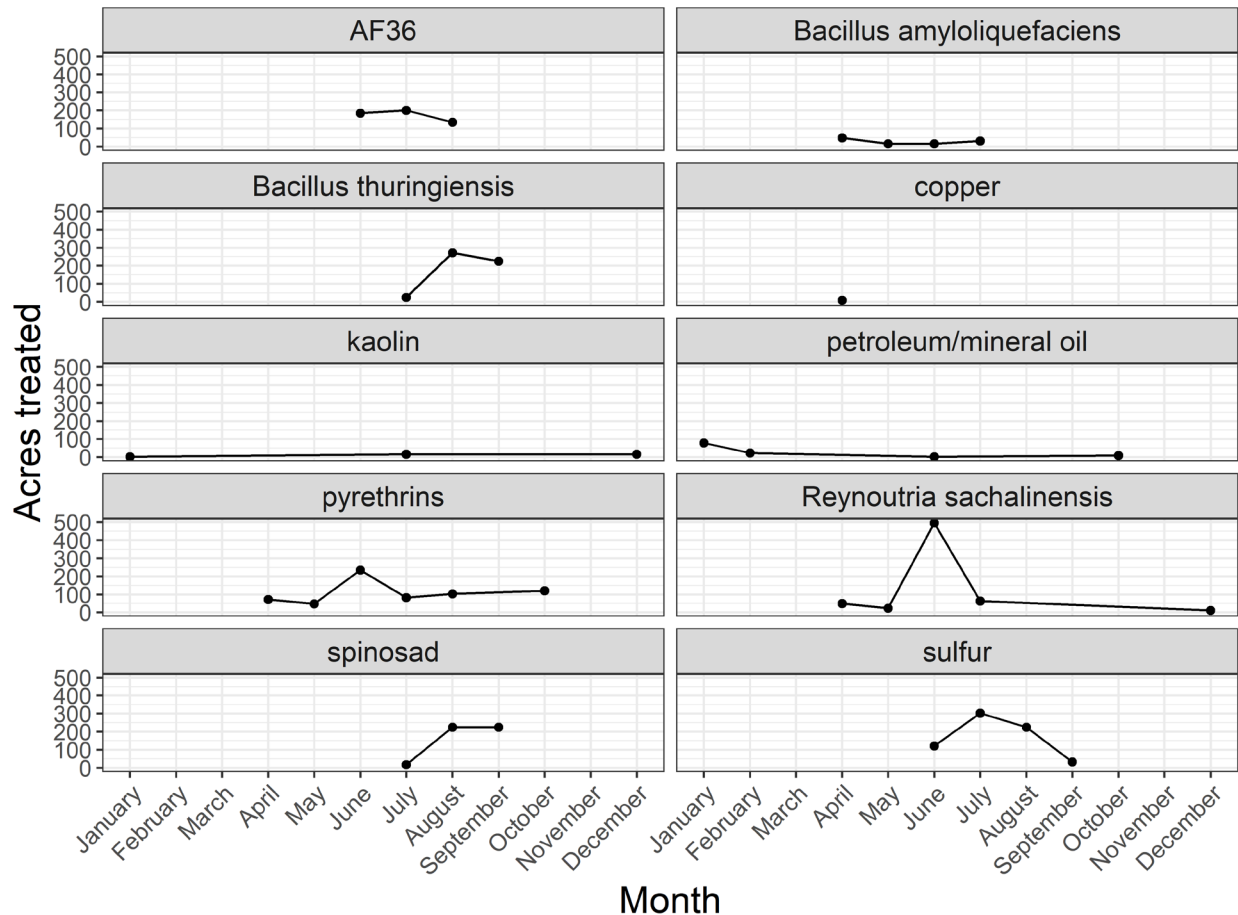 AF36
Bacillus amyloliquefaciens
500
400
300
200
100
0
Bacillus thuringiensis
copper
500
400
300
200
100
0
kaolin
petroleum/mineral oil
500
400
300
200
100
0
pyrethrins
Reynoutria sachalinensis
500
400
300
200
100
0
spinosad
sulfur
500
400
300
200
100
0
Acres treated
January
February
March
April
May
June
July
August
September
October
November
December
January
February
March
April
May
June
July
August
September
October
November
December
Month